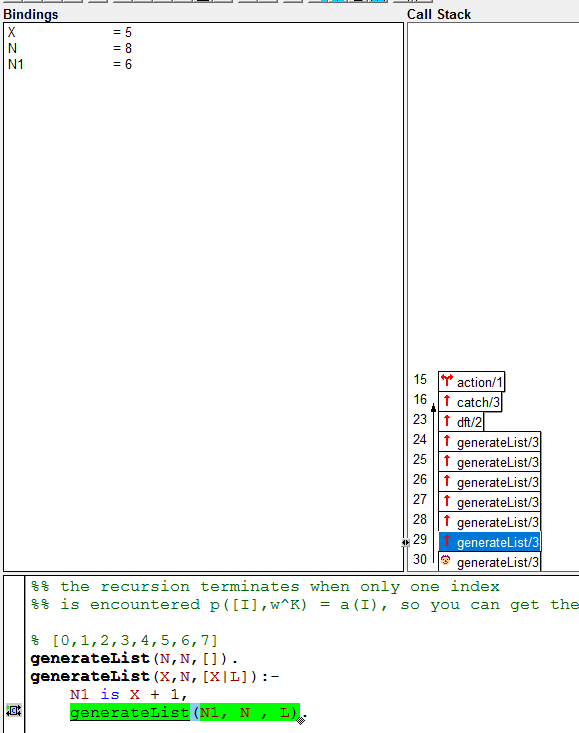 Bindings
Call Stack
X = 5
N = 8
N1 = 6
15 action/1
16 catch/3
23 dft/2
24 generateList/3
25 generateList/3
26 generateList/3
27 generateList/3
28 generateList/3
29 generateList/3
30 generateList/3
%% the recursion terminates when only one index
%% is encountered p([I],w^K) = a(I), so you can get the
% [0,1,2,3,4,5,6,7]
generateList(N,N,[]).
generateList(X,N,[X|L]):-
N1 is X + 1,
generateList(N1, N , L).